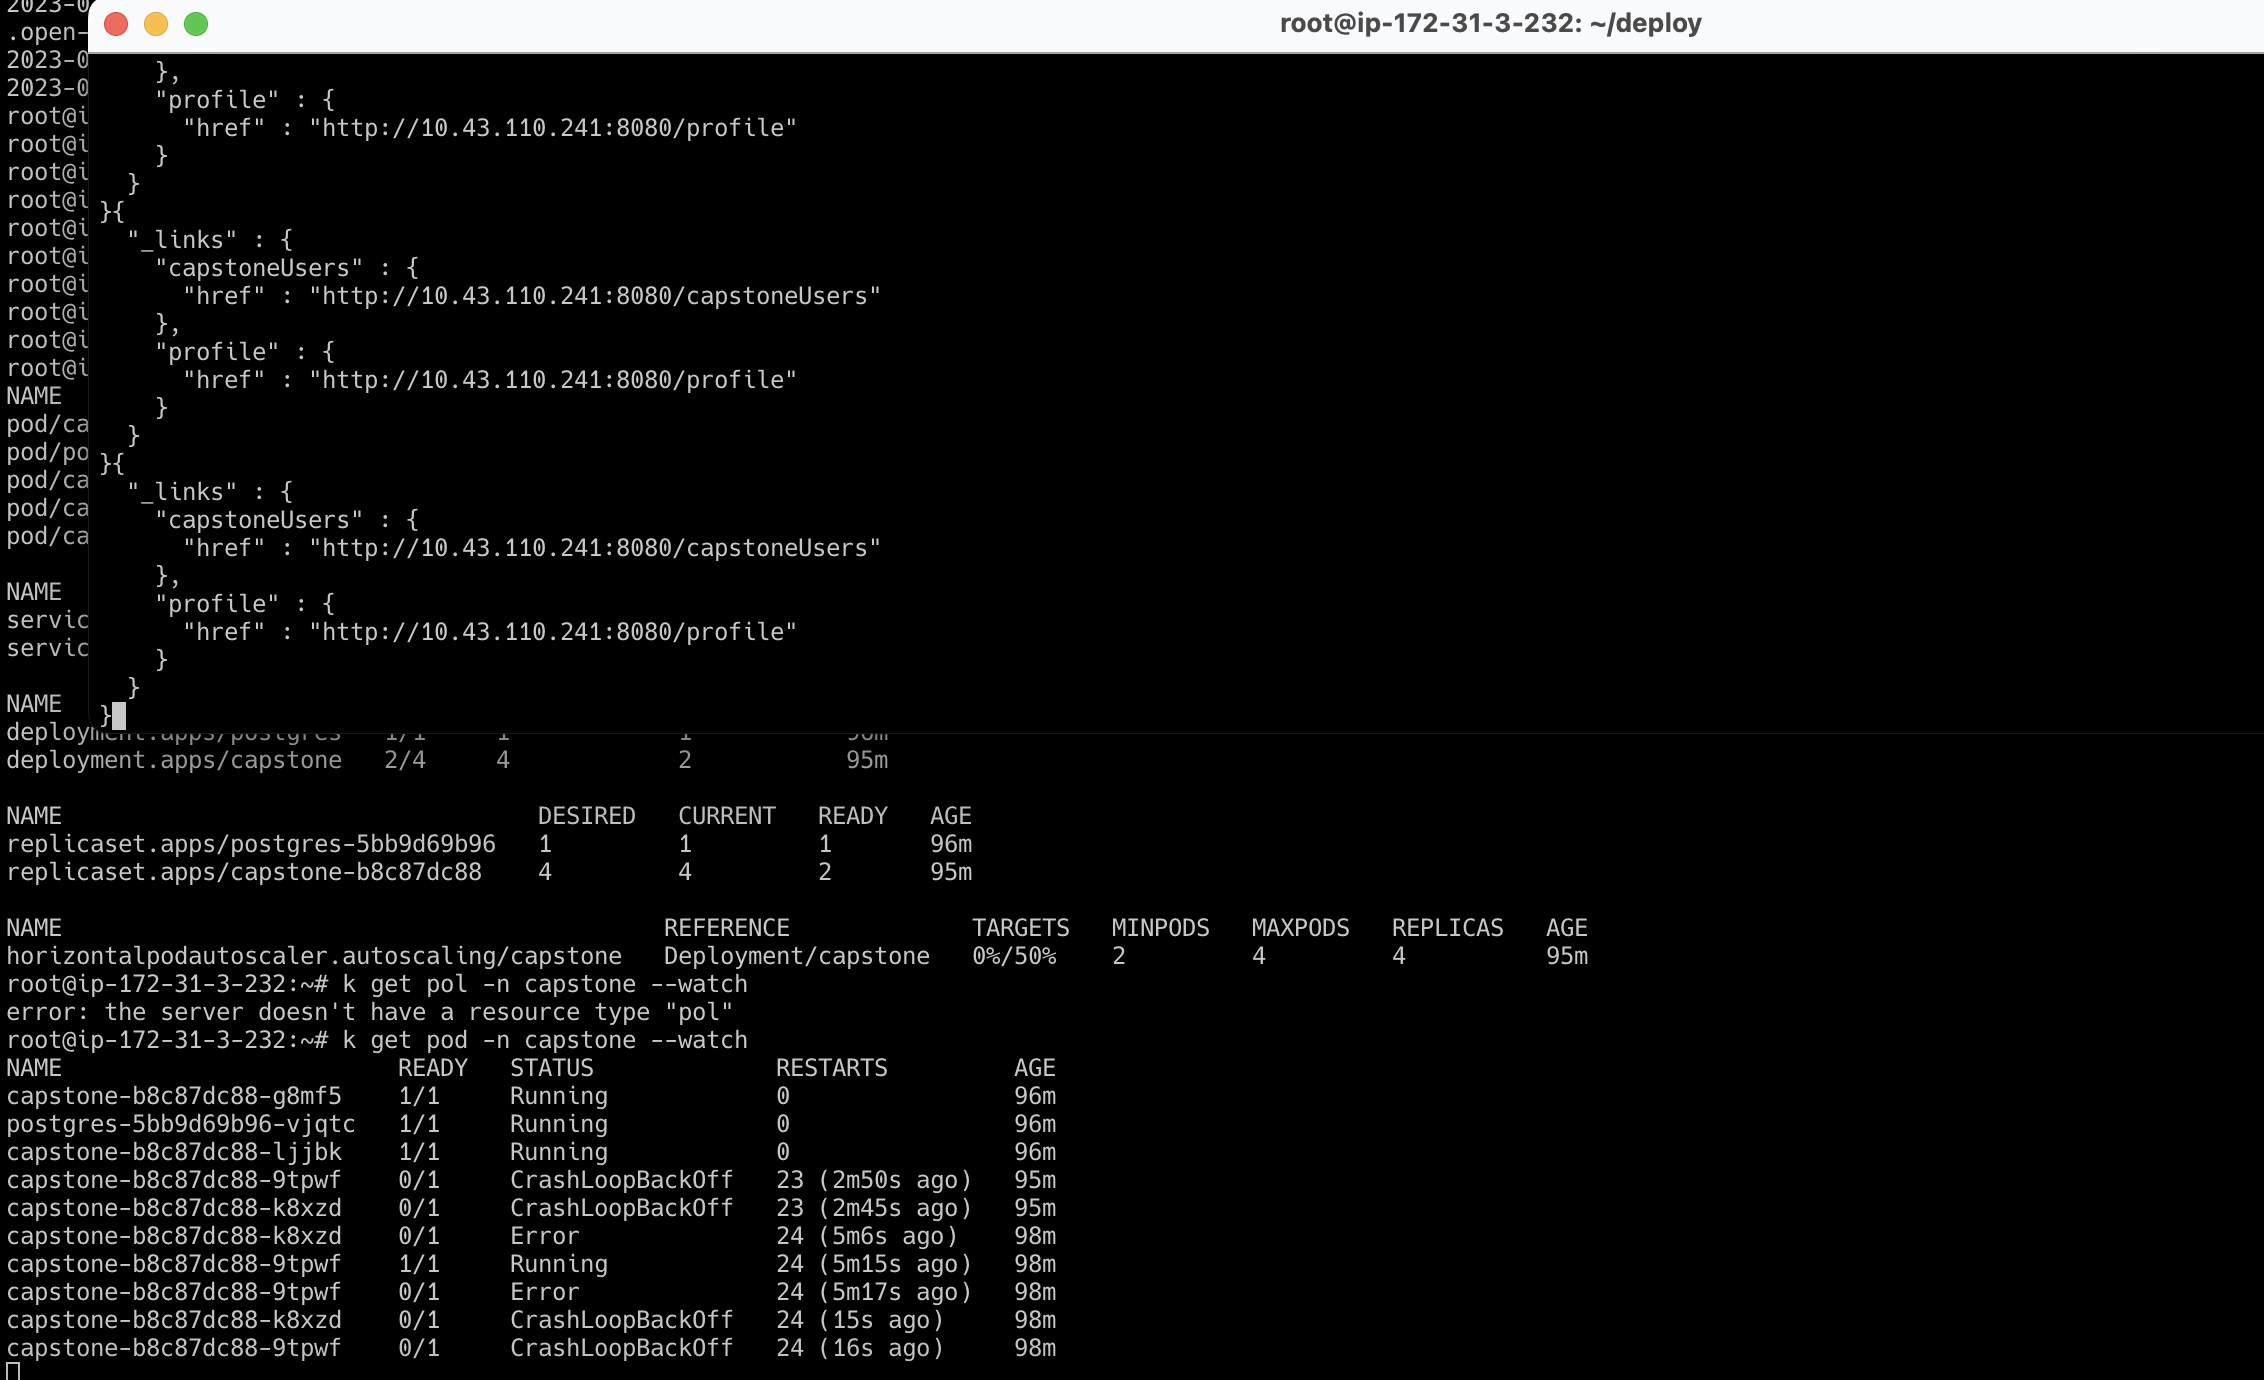 root@ip-172-31-3-232: ~/deploy
    },
    "profile" : {
      "href" : "http://10.43.110.241:8080/profile"
    }
  }
}{
  "_links" : {
    "capstoneUsers" : {
      "href" : "http://10.43.110.241:8080/capstoneUsers"
    },
    "profile" : {
      "href" : "http://10.43.110.241:8080/profile"
    }
  }
}{
  "_links" : {
    "capstoneUsers" : {
      "href" : "http://10.43.110.241:8080/capstoneUsers"
    },
    "profile" : {
      "href" : "http://10.43.110.241:8080/profile"
    }
  }
}
2023-0
.open-
2023-0
2023-0
root@i
root@i
root@i
root@i
root@i
root@i
root@i
root@i
root@i
root@i
NAME
pod/ca
pod/po
pod/ca
pod/ca
pod/ca
NAME
servic
servic
NAME
deployment.apps/postgres   1/1     1            1           96m
deployment.apps/capstone   2/4     4            2           95m
NAME                                  DESIRED   CURRENT   READY   AGE
replicaset.apps/postgres-5bb9d69b96   1         1         1       96m
replicaset.apps/capstone-b8c87dc88    4         4         2       95m
NAME                                           REFERENCE             TARGETS   MINPODS   MAXPODS   REPLICAS   AGE
horizontalpodautoscaler.autoscaling/capstone   Deployment/capstone   0%/50%    2         4         4          95m
root@ip-172-31-3-232:~# k get pol -n capstone --watch
error: the server doesn't have a resource type "pol"
root@ip-172-31-3-232:~# k get pod -n capstone --watch
NAME                        READY   STATUS             RESTARTS         AGE
capstone-b8c87dc88-g8mf5    1/1     Running            0                96m
postgres-5bb9d69b96-vjqtc   1/1     Running            0                96m
capstone-b8c87dc88-ljjbk    1/1     Running            0                96m
capstone-b8c87dc88-9tpwf    0/1     CrashLoopBackOff   23 (2m50s ago)   95m
capstone-b8c87dc88-k8xzd    0/1     CrashLoopBackOff   23 (2m45s ago)   95m
capstone-b8c87dc88-k8xzd    0/1     Error              24 (5m6s ago)    98m
capstone-b8c87dc88-9tpwf    1/1     Running            24 (5m15s ago)   98m
capstone-b8c87dc88-9tpwf    0/1     Error              24 (5m17s ago)   98m
capstone-b8c87dc88-k8xzd    0/1     CrashLoopBackOff   24 (15s ago)     98m
capstone-b8c87dc88-9tpwf    0/1     CrashLoopBackOff   24 (16s ago)     98m